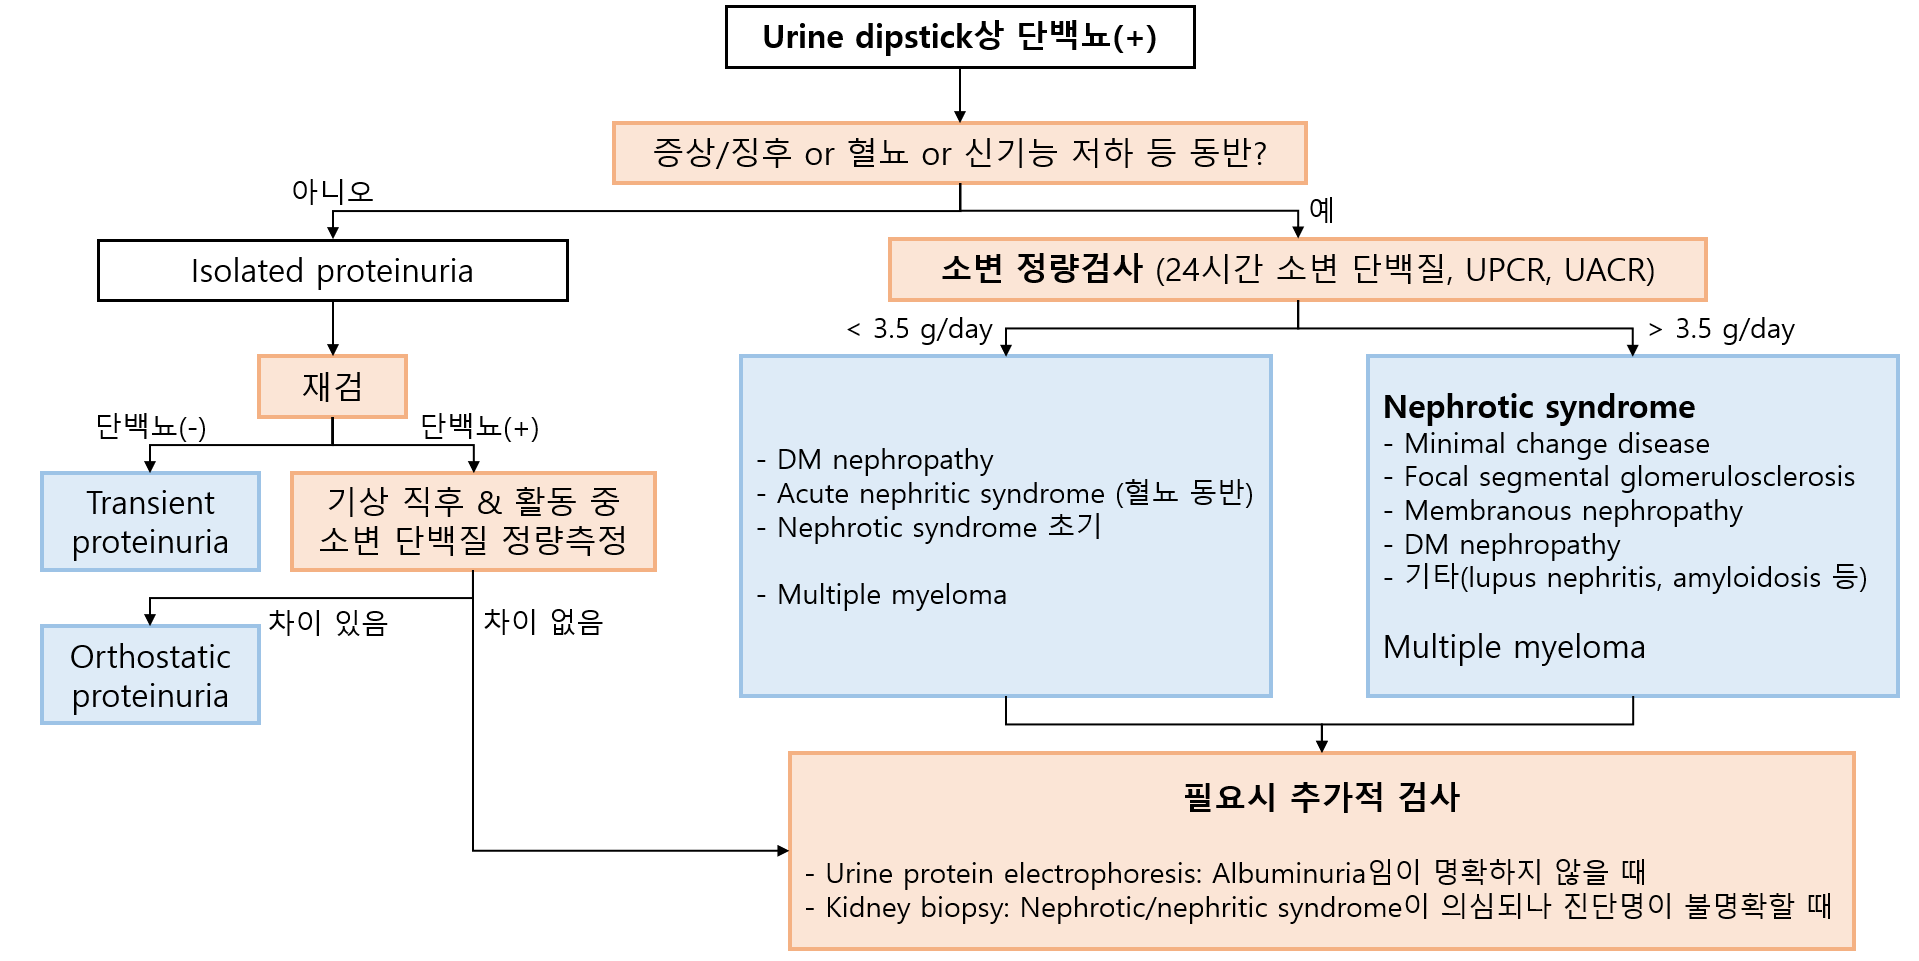 Urine dipstick상 단백뇨(+)
증상/징후 or 혈뇨 or 신기능 저하 등 동반?
아니오
예
Isolated proteinuria
소변 정량검사 (24시간 소변 단백질, UPCR, UACR)
< 3.5 g/day
> 3.5 g/day
재검
단백뇨(-)
단백뇨(+)
Transient
proteinuria
기상 직후 & 활동 중
소변 단백질 정량측정
차이 있음
차이 없음
Orthostatic
proteinuria
- DM nephropathy
- Acute nephritic syndrome (혈뇨 동반)
- Nephrotic syndrome 초기
- Multiple myeloma
Nephrotic syndrome
- Minimal change disease
- Focal segmental glomerulosclerosis
- Membranous nephropathy
- DM nephropathy
- 기타(lupus nephritis, amyloidosis 등)
Multiple myeloma
필요시 추가적 검사
- Urine protein electrophoresis: Albuminuria임이 명확하지 않을 때
- Kidney biopsy: Nephrotic/nephritic syndrome이 의심되나 진단명이 불명확할 때